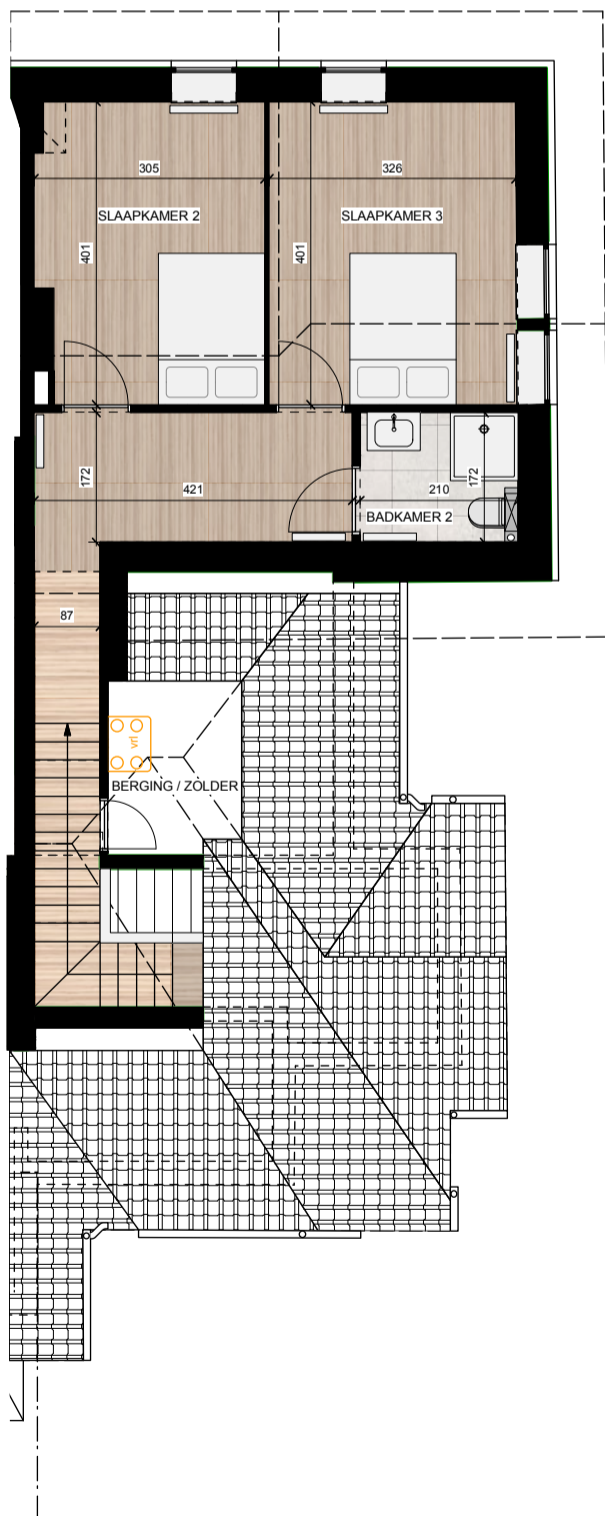 305
326
SLAAPKAMER 2
SLAAPKAMER 3
401
401
172
421
210
172
BADKAMER 2
87
vrl
BERGING / ZOLDER